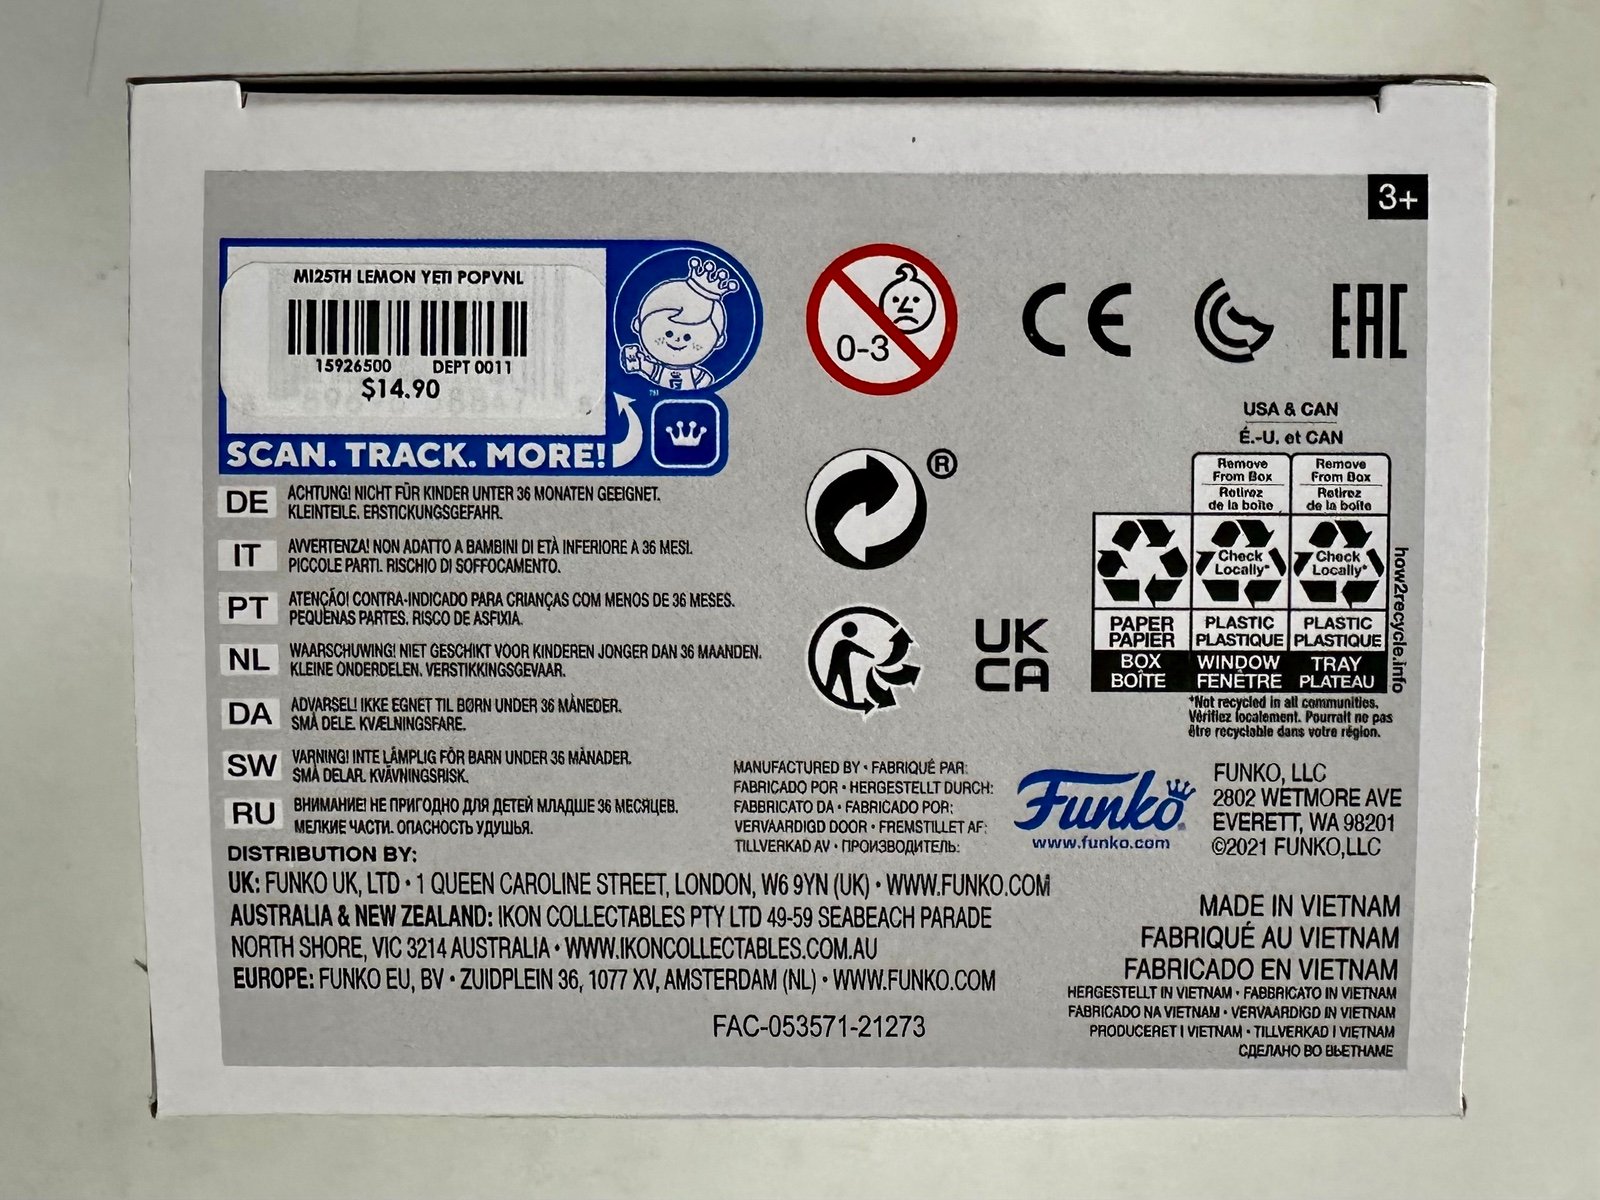 3+
MI25TH LEMON YETI POPVNL
15926500 DEPT 0011
$14.90
SCAN. TRACK. MORE!
TM
0-3
CE
EAC
USA & CAN
É.-U. et CAN
Remove From Box
Retirez de la boîte
Remove From Box
Retirez de la boîte
®
Check Locally*
Check Locally*
PAPER
PAPIER
PLASTIC
PLASTIQUE
PLASTIC
PLASTIQUE
BOX
BOÎTE
WINDOW
FENÊTRE
TRAY
PLATEAU
how2recycle.info
*Not recycled in all communities.
Vérifiez localement. Pourrait ne pas
être recyclable dans votre région.
UK
CA
DE ACHTUNG! NICHT FÜR KINDER UNTER 36 MONATEN GEEIGNET.
KLEINTEILE. ERSTICKUNGSGEFAHR.
IT AVVERTENZA! NON ADATTO A BAMBINI DI ETÀ INFERIORE A 36 MESI.
PICCOLE PARTI. RISCHIO DI SOFFOCAMENTO.
PT ATENÇÃO! CONTRA-INDICADO PARA CRIANÇAS COM MENOS DE 36 MESES.
PEQUENAS PARTES. RISCO DE ASFIXIA.
NL WAARSCHUWING! NIET GESCHIKT VOOR KINDEREN JONGER DAN 36 MAANDEN.
KLEINE ONDERDELEN. VERSTIKKINGSGEVAAR.
DA ADVARSEL! IKKE EGNET TIL BØRN UNDER 36 MÅNEDER.
SMÅ DELE. KVÆLNINGSFARE.
SW VARNING! INTE LÄMPLIG FÖR BARN UNDER 36 MÅNADER.
SMÅ DELAR. KVÄVNINGSRISK.
RU ВНИМАНИЕ! НЕ ПРИГОДНО ДЛЯ ДЕТЕЙ МЛАДШЕ 36 МЕСЯЦЕВ.
МЕЛКИЕ ЧАСТИ. ОПАСНОСТЬ УДУШЬЯ.
MANUFACTURED BY • FABRIQUÉ PAR:
FABRICADO POR • HERGESTELLT DURCH:
FABBRICATO DA • FABRICADO POR:
VERVAARDIGD DOOR • FREMSTILLET AF:
TILLVERKAD AV • ПРОИЗВОДИТЕЛЬ:
Funko
www.funko.com
FUNKO, LLC
2802 WETMORE AVE
EVERETT, WA 98201
©2021 FUNKO,LLC
DISTRIBUTION BY:
UK: FUNKO UK, LTD • 1 QUEEN CAROLINE STREET, LONDON, W6 9YN (UK) • WWW.FUNKO.COM
AUSTRALIA & NEW ZEALAND: IKON COLLECTABLES PTY LTD 49-59 SEABEACH PARADE
NORTH SHORE, VIC 3214 AUSTRALIA • WWW.IKONCOLLECTABLES.COM.AU
EUROPE: FUNKO EU, BV • ZUIDPLEIN 36, 1077 XV, AMSTERDAM (NL) • WWW.FUNKO.COM
FAC-053571-21273
MADE IN VIETNAM
FABRIQUÉ AU VIETNAM
FABRICADO EN VIETNAM
HERGESTELLT IN VIETNAM • FABBRICATO IN VIETNAM
FABRICADO NA VIETNAM • VERVAARDIGD IN VIETNAM
PRODUCERET I VIETNAM • TILLVERKAD I VIETNAM
СДЕЛАНО ВО ВЬЕТНАМЕ